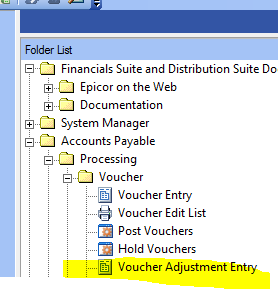 Folder List
Financials Suite and Distribution Suite Do
Epicor on the Web
Documentation
System Manager
Accounts Payable
Processing
Voucher
Voucher Entry
Voucher Edit List
Post Vouchers
Hold Vouchers
Voucher Adjustment Entry